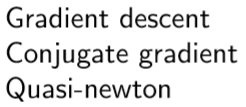 Gradient descent
Conjugate gradient
Quasi-newton